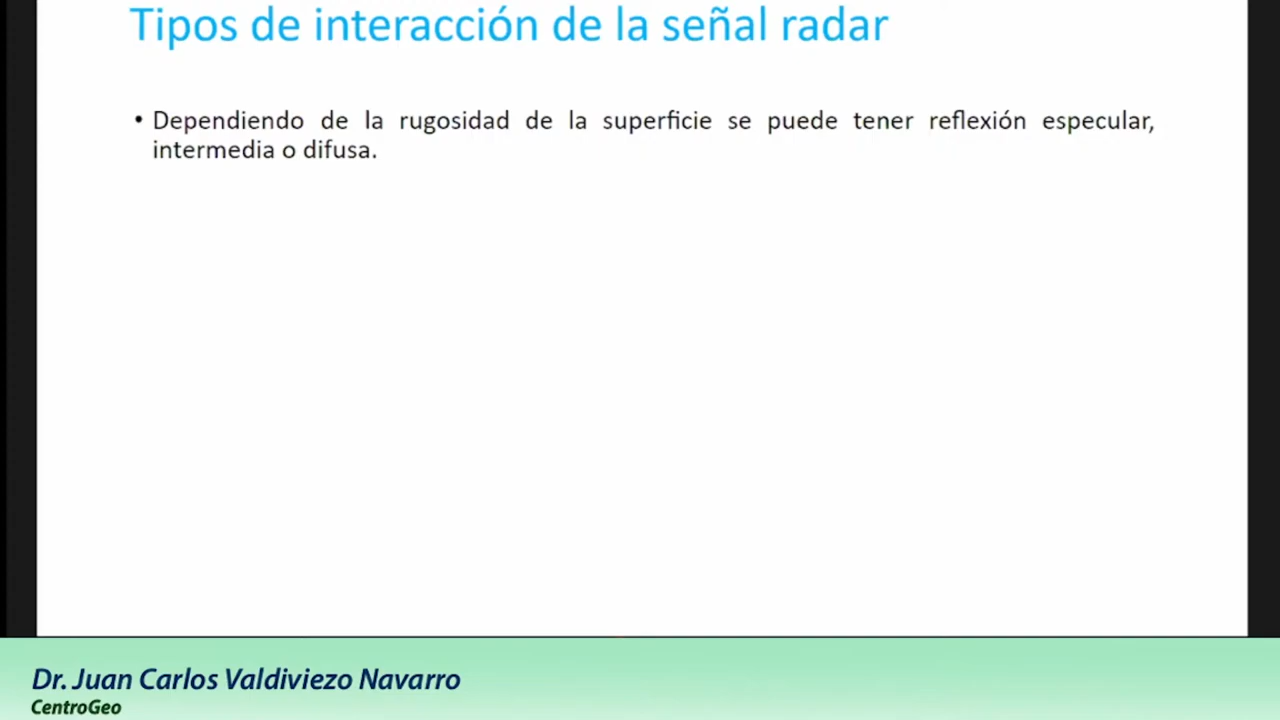 Tipos de interacción de la señal radar
• Dependiendo de la rugosidad de la superficie se puede tener reflexión especular,
intermedia o difusa.
Dr. Juan Carlos Valdiviezo Navarro
CentroGeo